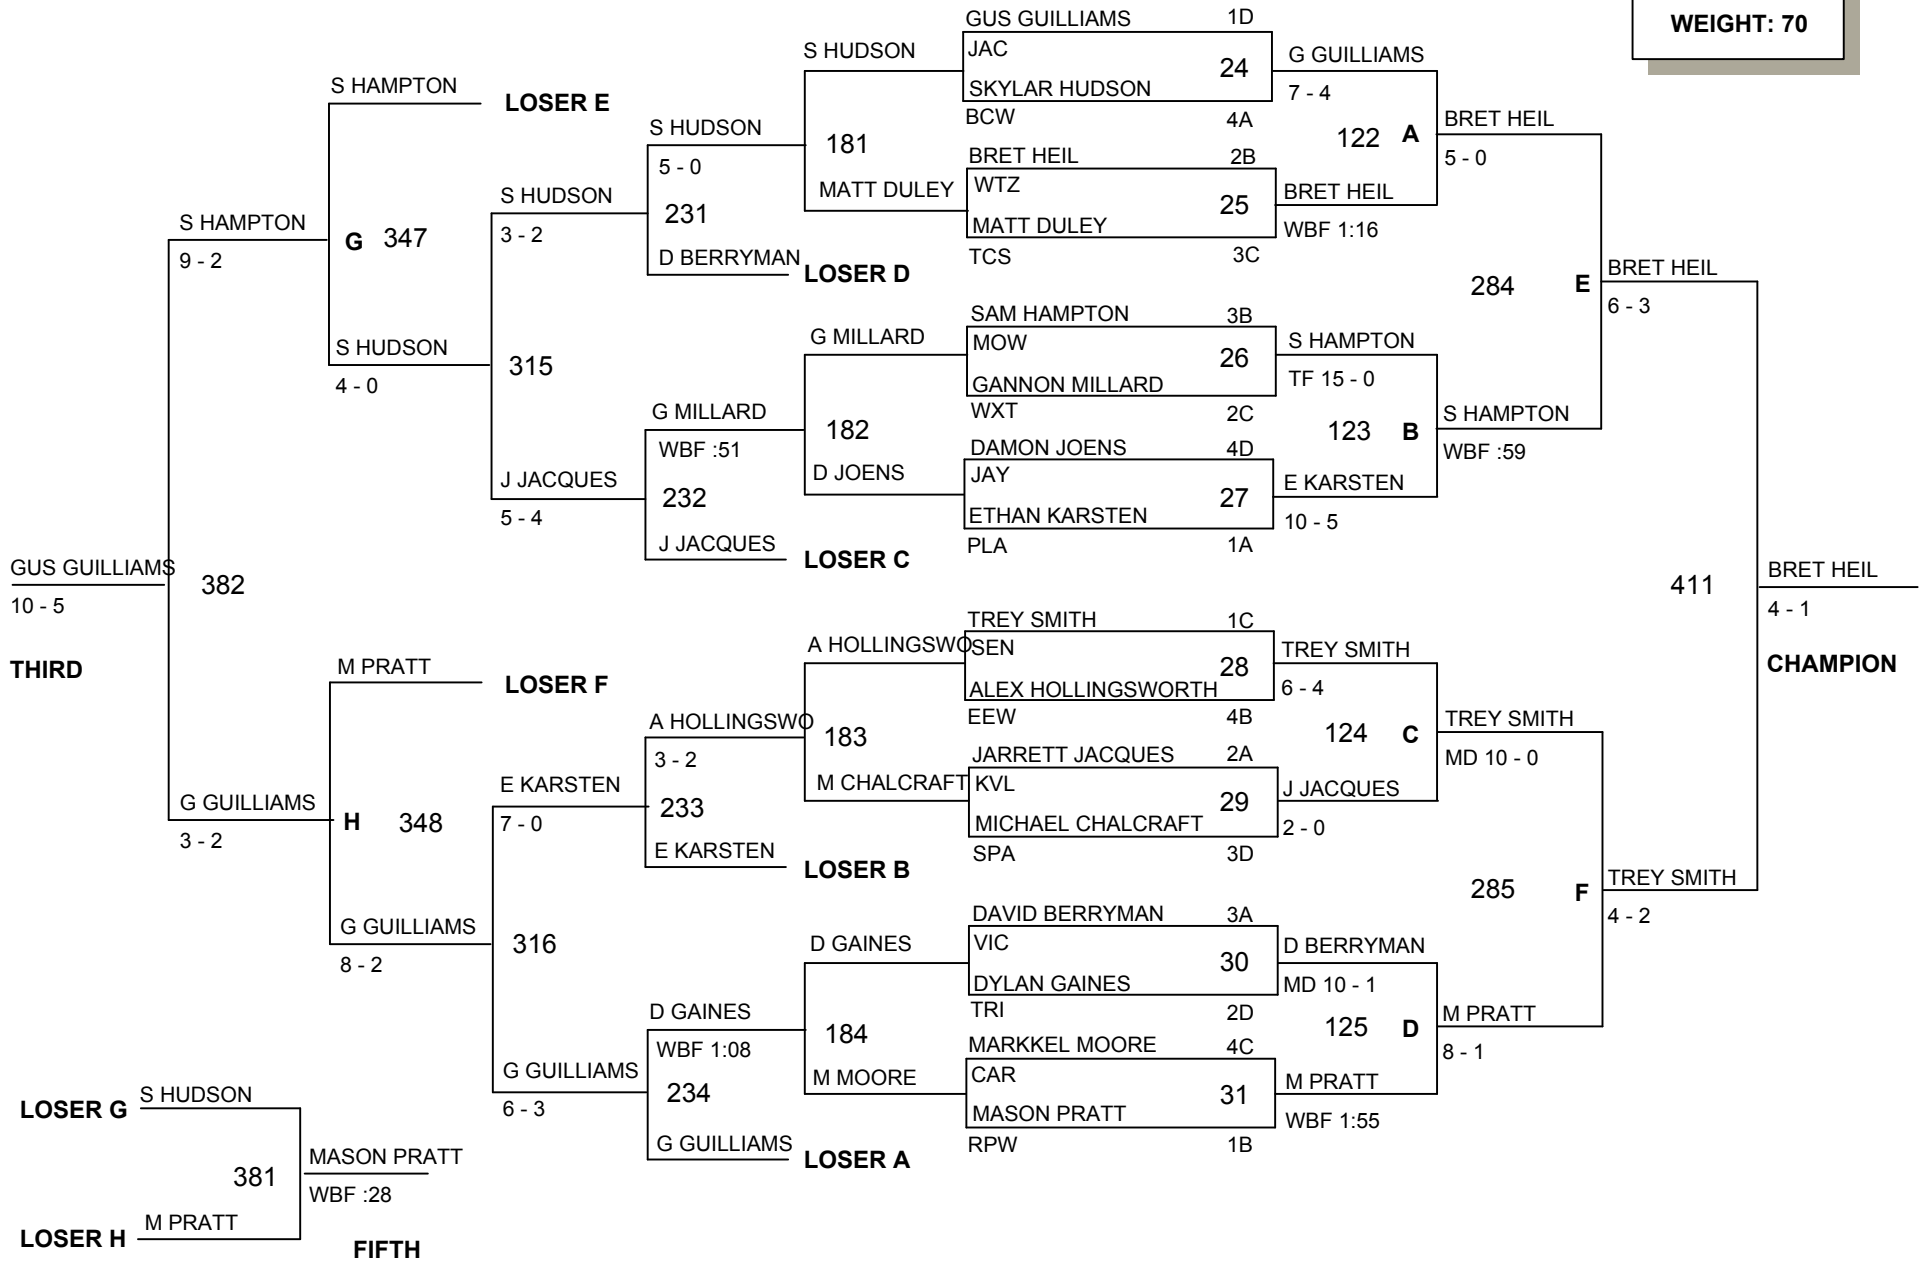 WEIGHT: 70
GUS GUILLIAMS 1D
JAC
24
SKYLAR HUDSON
BCW 4A
BRET HEIL 2B
WTZ
25
MATT DULEY
TCS 3C
SAM HAMPTON 3B
MOW
26
GANNON MILLARD
WXT 2C
DAMON JOENS 4D
JAY
27
ETHAN KARSTEN
PLA 1A
TREY SMITH 1C
SEN
28
ALEX HOLLINGSWORTH
EEW 4B
JARRETT JACQUES 2A
KVL
29
MICHAEL CHALCRAFT
SPA 3D
DAVID BERRYMAN 3A
VIC
30
DYLAN GAINES
TRI 2D
MARKKEL MOORE 4C
CAR
31
MASON PRATT
RPW 1B
G GUILLIAMS
7 - 4
122 A
BRET HEIL
WBF 1:16
S HAMPTON
TF 15 - 0
123 B
E KARSTEN
10 - 5
TREY SMITH
6 - 4
124 C
J JACQUES
2 - 0
D BERRYMAN
MD 10 - 1
125 D
M PRATT
WBF 1:55
BRET HEIL
5 - 0
284 E
S HAMPTON
WBF :59
TREY SMITH
MD 10 - 0
285 F
M PRATT
8 - 1
BRET HEIL
6 - 3
411
TREY SMITH
4 - 2
BRET HEIL
4 - 1
CHAMPION
S HUDSON
181
MATT DULEY
G MILLARD
182
D JOENS
A HOLLINGSWO
183
M CHALCRAFT
D GAINES
184
M MOORE
S HUDSON
5 - 0
231
D BERRYMAN
LOSER D
G MILLARD
WBF :51
232
J JACQUES
LOSER C
A HOLLINGSWO
3 - 2
233
E KARSTEN
LOSER B
D GAINES
WBF 1:08
234
G GUILLIAMS
LOSER A
S HUDSON
3 - 2
315
J JACQUES
5 - 4
E KARSTEN
7 - 0
316
G GUILLIAMS
6 - 3
S HAMPTON
LOSER E
G 347
S HUDSON
4 - 0
M PRATT
LOSER F
H 348
G GUILLIAMS
8 - 2
S HAMPTON
9 - 2
382
G GUILLIAMS
3 - 2
GUS GUILLIAMS
10 - 5
THIRD
LOSER G
S HUDSON
381
LOSER H
M PRATT
MASON PRATT
WBF :28
FIFTH